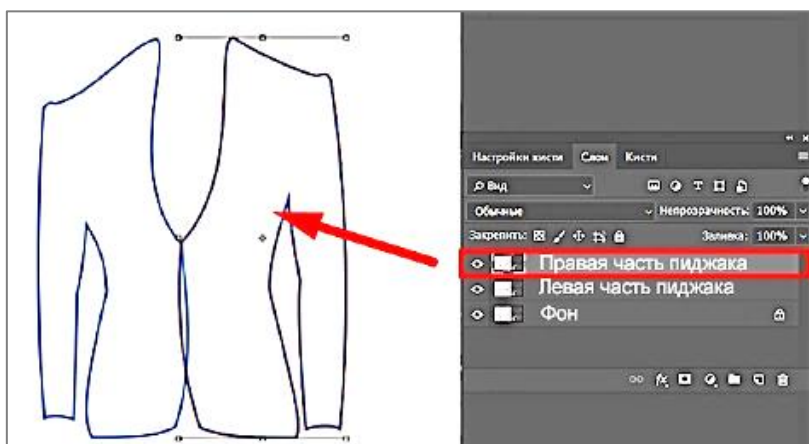 Настройки кисти Слои Кисти
Вид
Обычные Непрозрачность: 100%
Закрепить: Заливка: 100%
Правая часть пиджака
Левая часть пиджака
Фон